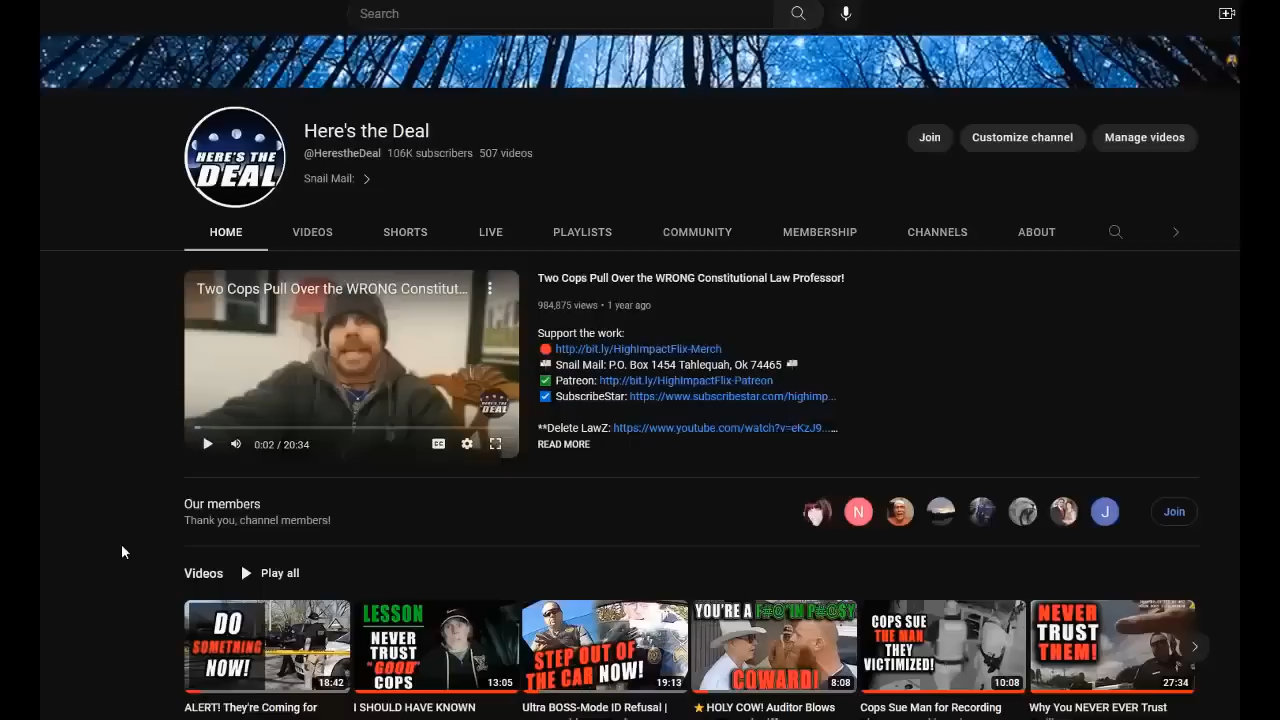 Search
HERE'S THE
DEAL
Here's the Deal
@HerestheDeal 106K subscribers 507 videos
Snail Mail:
Join
Customize channel
Manage videos
HOME VIDEOS SHORTS LIVE PLAYLISTS COMMUNITY MEMBERSHIP CHANNELS ABOUT
Two Cops Pull Over the WRONG Constitut...
HERE'S THE
DEAL
0:02 / 20:34
CC
Two Cops Pull Over the WRONG Constitutional Law Professor!
984,875 views • 1 year ago
Support the work:
http://bit.ly/HighImpactFlix-Merch
Snail Mail: P.O. Box 1454 Tahlequah, Ok 74465
Patreon: http://bit.ly/HighImpactFlix-Patreon
SubscribeStar: https://www.subscribestar.com/highimp...
**Delete LawZ: https://www.youtube.com/watch?v=eKzJ9...…
READ MORE
Our members
Thank you, channel members!
N
J
Join
Videos
Play all
DO
SOMETHING
NOW!
18:42
LESSON
NEVER
TRUST
"GOOD"
COPS
13:05
STEP OUT OF
THE CAR NOW!
19:13
YOU'RE A F#@*IN P#@SY
COWARD!
8:08
COPS SUE
THE MAN
THEY
VICTIMIZED!
10:08
NEVER
TRUST
THEM!
27:34
ALERT! They're Coming for
I SHOULD HAVE KNOWN
Ultra BOSS-Mode ID Refusal |
⭐HOLY COW! Auditor Blows
Cops Sue Man for Recording
Why You NEVER EVER Trust